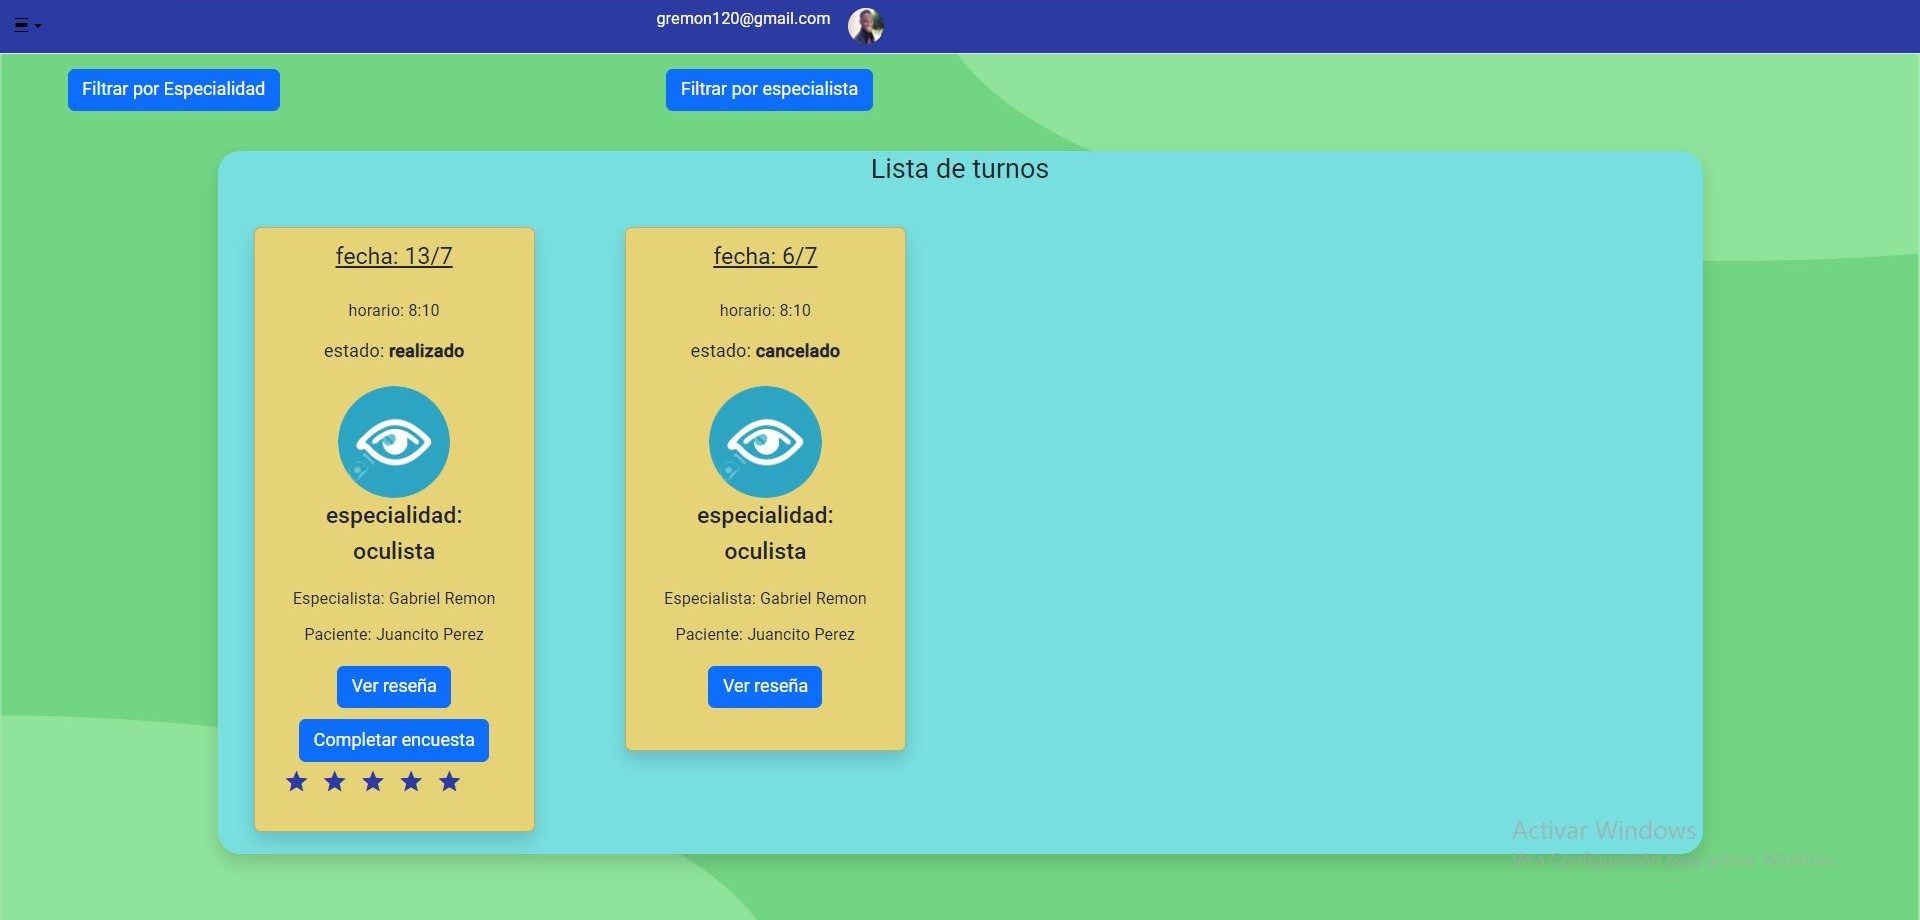 gremon120@gmail.com
Filtrar por Especialidad
Filtrar por especialista
Lista de turnos
fecha: 13/7
horario: 8:10
estado: realizado
especialidad:
oculista
Especialista: Gabriel Remon
Paciente: Juancito Perez
Ver reseña
Completar encuesta
fecha: 6/7
horario: 8:10
estado: cancelado
especialidad:
oculista
Especialista: Gabriel Remon
Paciente: Juancito Perez
Ver reseña
Activar Windows
Ve a Configuración para activar Windows.